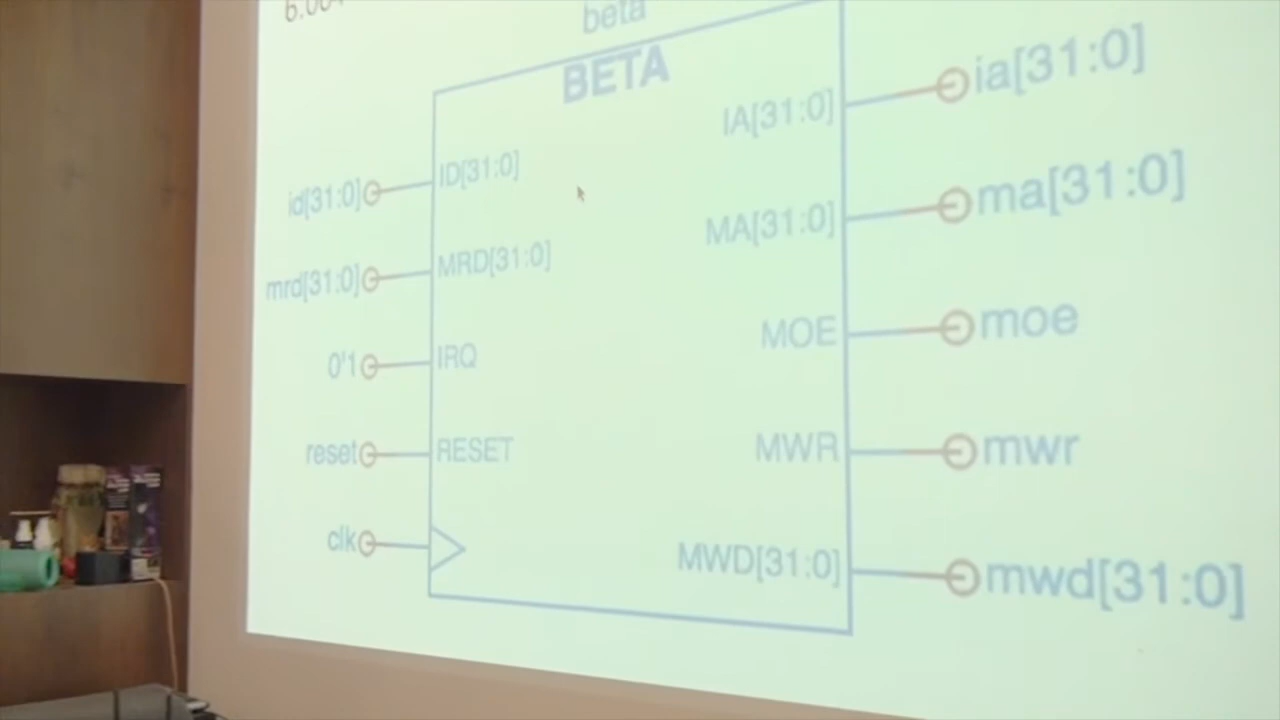 beta
BETA
id[31:0] ID[31:0] IA[31:0] ia[31:0]
mrd[31:0] MRD[31:0] MA[31:0] ma[31:0]
0'1 IRQ MOE moe
reset RESET MWR mwr
clk MWD[31:0] mwd[31:0]